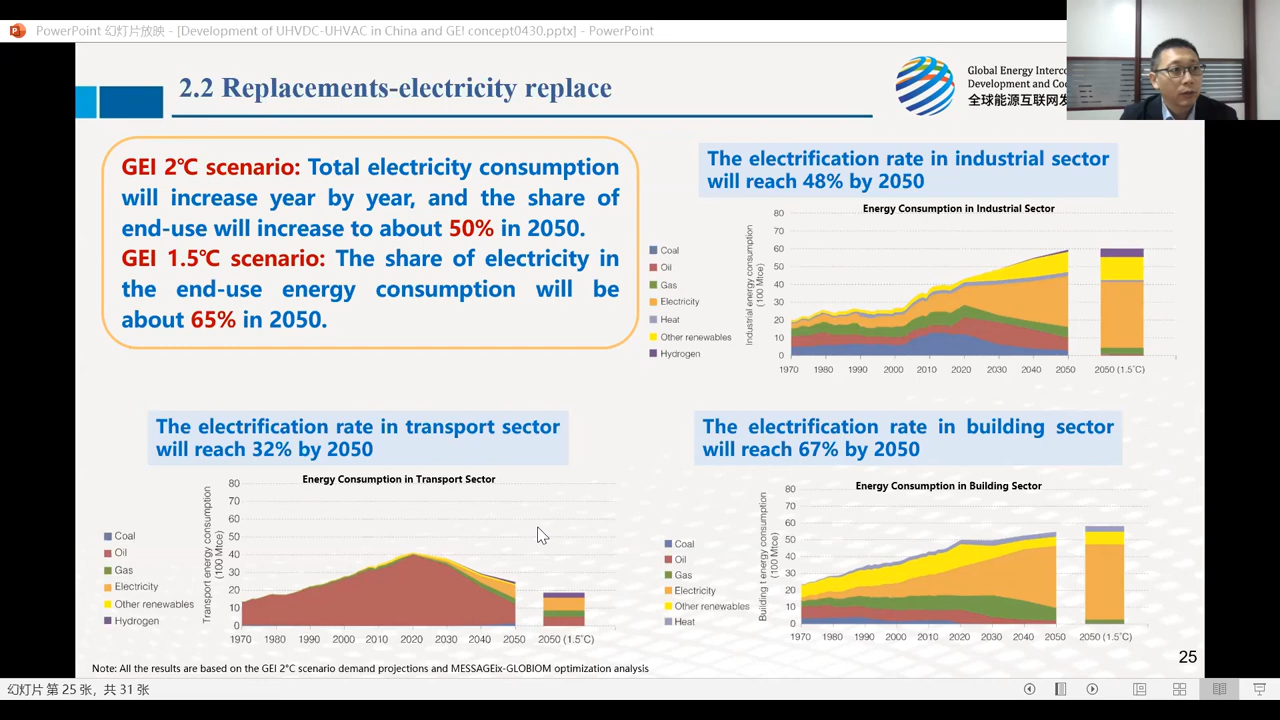 PowerPoint 幻灯片放映 - [Development of UHVDC-UHVAC in China and GEI concept0430.pptx] - PowerPoint
2.2 Replacements-electricity replace
Global Energy
Development and
全球能源互联网发
GEI 2℃ scenario: Total electricity consumption
will increase year by year, and the share of
end-use will increase to about 50% in 2050.
GEI 1.5℃ scenario: The share of electricity in
the end-use energy consumption will be
about 65% in 2050.
The electrification rate in industrial sector
will reach 48% by 2050
Energy Consumption in Industrial Sector
Industrial energy consumption
(100 Mtce)
80
70
60
50
40
30
20
10
0
Coal
Oil
Gas
Electricity
Heat
Other renewables
Hydrogen
1970 1980 1990 2000 2010 2020 2030 2040 2050 2050 (1.5℃)
The electrification rate in transport sector
will reach 32% by 2050
Energy Consumption in Transport Sector
Transport energy consumption
(100 Mtce)
80
70
60
50
40
30
20
10
0
Coal
Oil
Gas
Electricity
Other renewables
Hydrogen
1970 1980 1990 2000 2010 2020 2030 2040 2050 2050 (1.5℃)
The electrification rate in building sector
will reach 67% by 2050
Energy Consumption in Building Sector
Building t energy consumption
(100 Mtce)
80
70
60
50
40
30
20
10
0
Coal
Oil
Gas
Electricity
Other renewables
Heat
1970 1980 1990 2000 2010 2020 2030 2040 2050 2050 (1.5℃)
Note: All the results are based on the GEI 2°C scenario demand projections and MESSAGEix-GLOBIOM optimization analysis
25
幻灯片 第 25 张，共 31 张